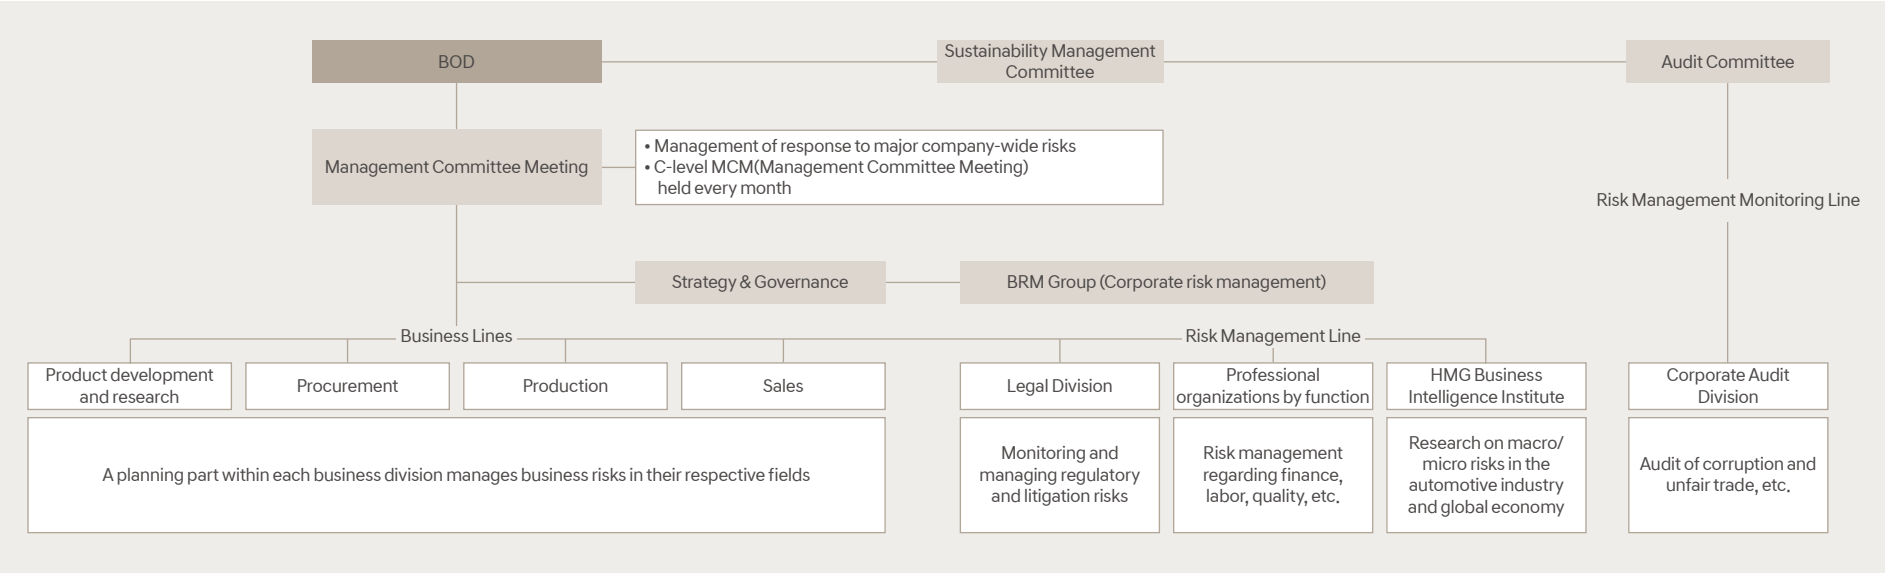 BOD
Sustainability Management
Committee
Audit Committee
Management Committee Meeting
• Management of response to major company-wide risks
• C-level MCM(Management Committee Meeting)
held every month
Risk Management Monitoring Line
Strategy & Governance
BRM Group (Corporate risk management)
Business Lines
Risk Management Line
Product development
and research
Procurement
Production
Sales
Legal Division
Professional
organizations by function
HMG Business
Intelligence Institute
Corporate Audit
Division
A planning part within each business division manages business risks in their respective fields
Monitoring and
managing regulatory
and litigation risks
Risk management
regarding finance,
labor, quality, etc.
Research on macro/
micro risks in the
automotive industry
and global economy
Audit of corruption and
unfair trade, etc.